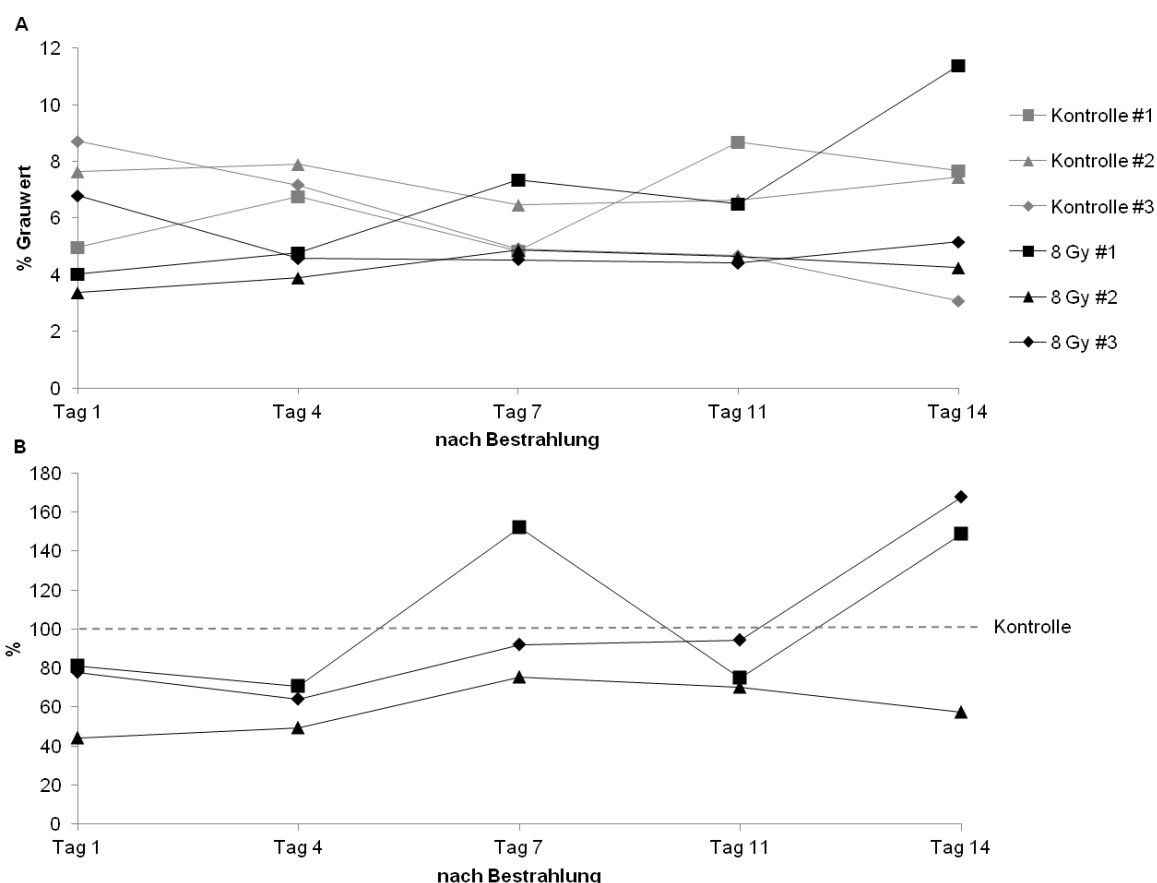 A
12
10
8
6
4
2
0
% Grauwert
Tag 1
Tag 4
Tag 7
Tag 11
Tag 14
nach Bestrahlung
Kontrolle #1
Kontrolle #2
Kontrolle #3
8 Gy #1
8 Gy #2
8 Gy #3
B
180
160
140
120
100
80
60
40
20
0
%
Kontrolle
Tag 1
Tag 4
Tag 7
Tag 11
Tag 14
nach Bestrahlung